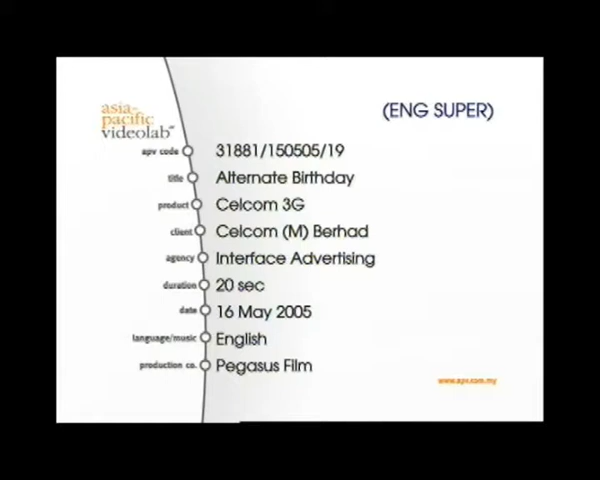 (ENG SUPER)
asia-
pacific
videolab
apv code 31881/150505/19
title Alternate Birthday
product Celcom 3G
client Celcom (M) Berhad
agency Interface Advertising
duration 20 sec
date 16 May 2005
language/music English
production co. Pegasus Film
www.apv.com.my